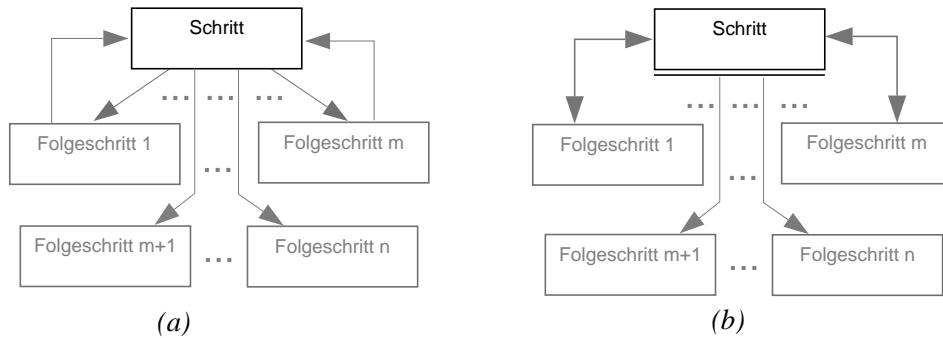 Schritt
Schritt
... ... ...
... ... ...
Folgeschritt 1
Folgeschritt m
Folgeschritt 1
Folgeschritt m
...
...
Folgeschritt m+1
...
Folgeschritt n
Folgeschritt m+1
...
Folgeschritt n
(a)
(b)